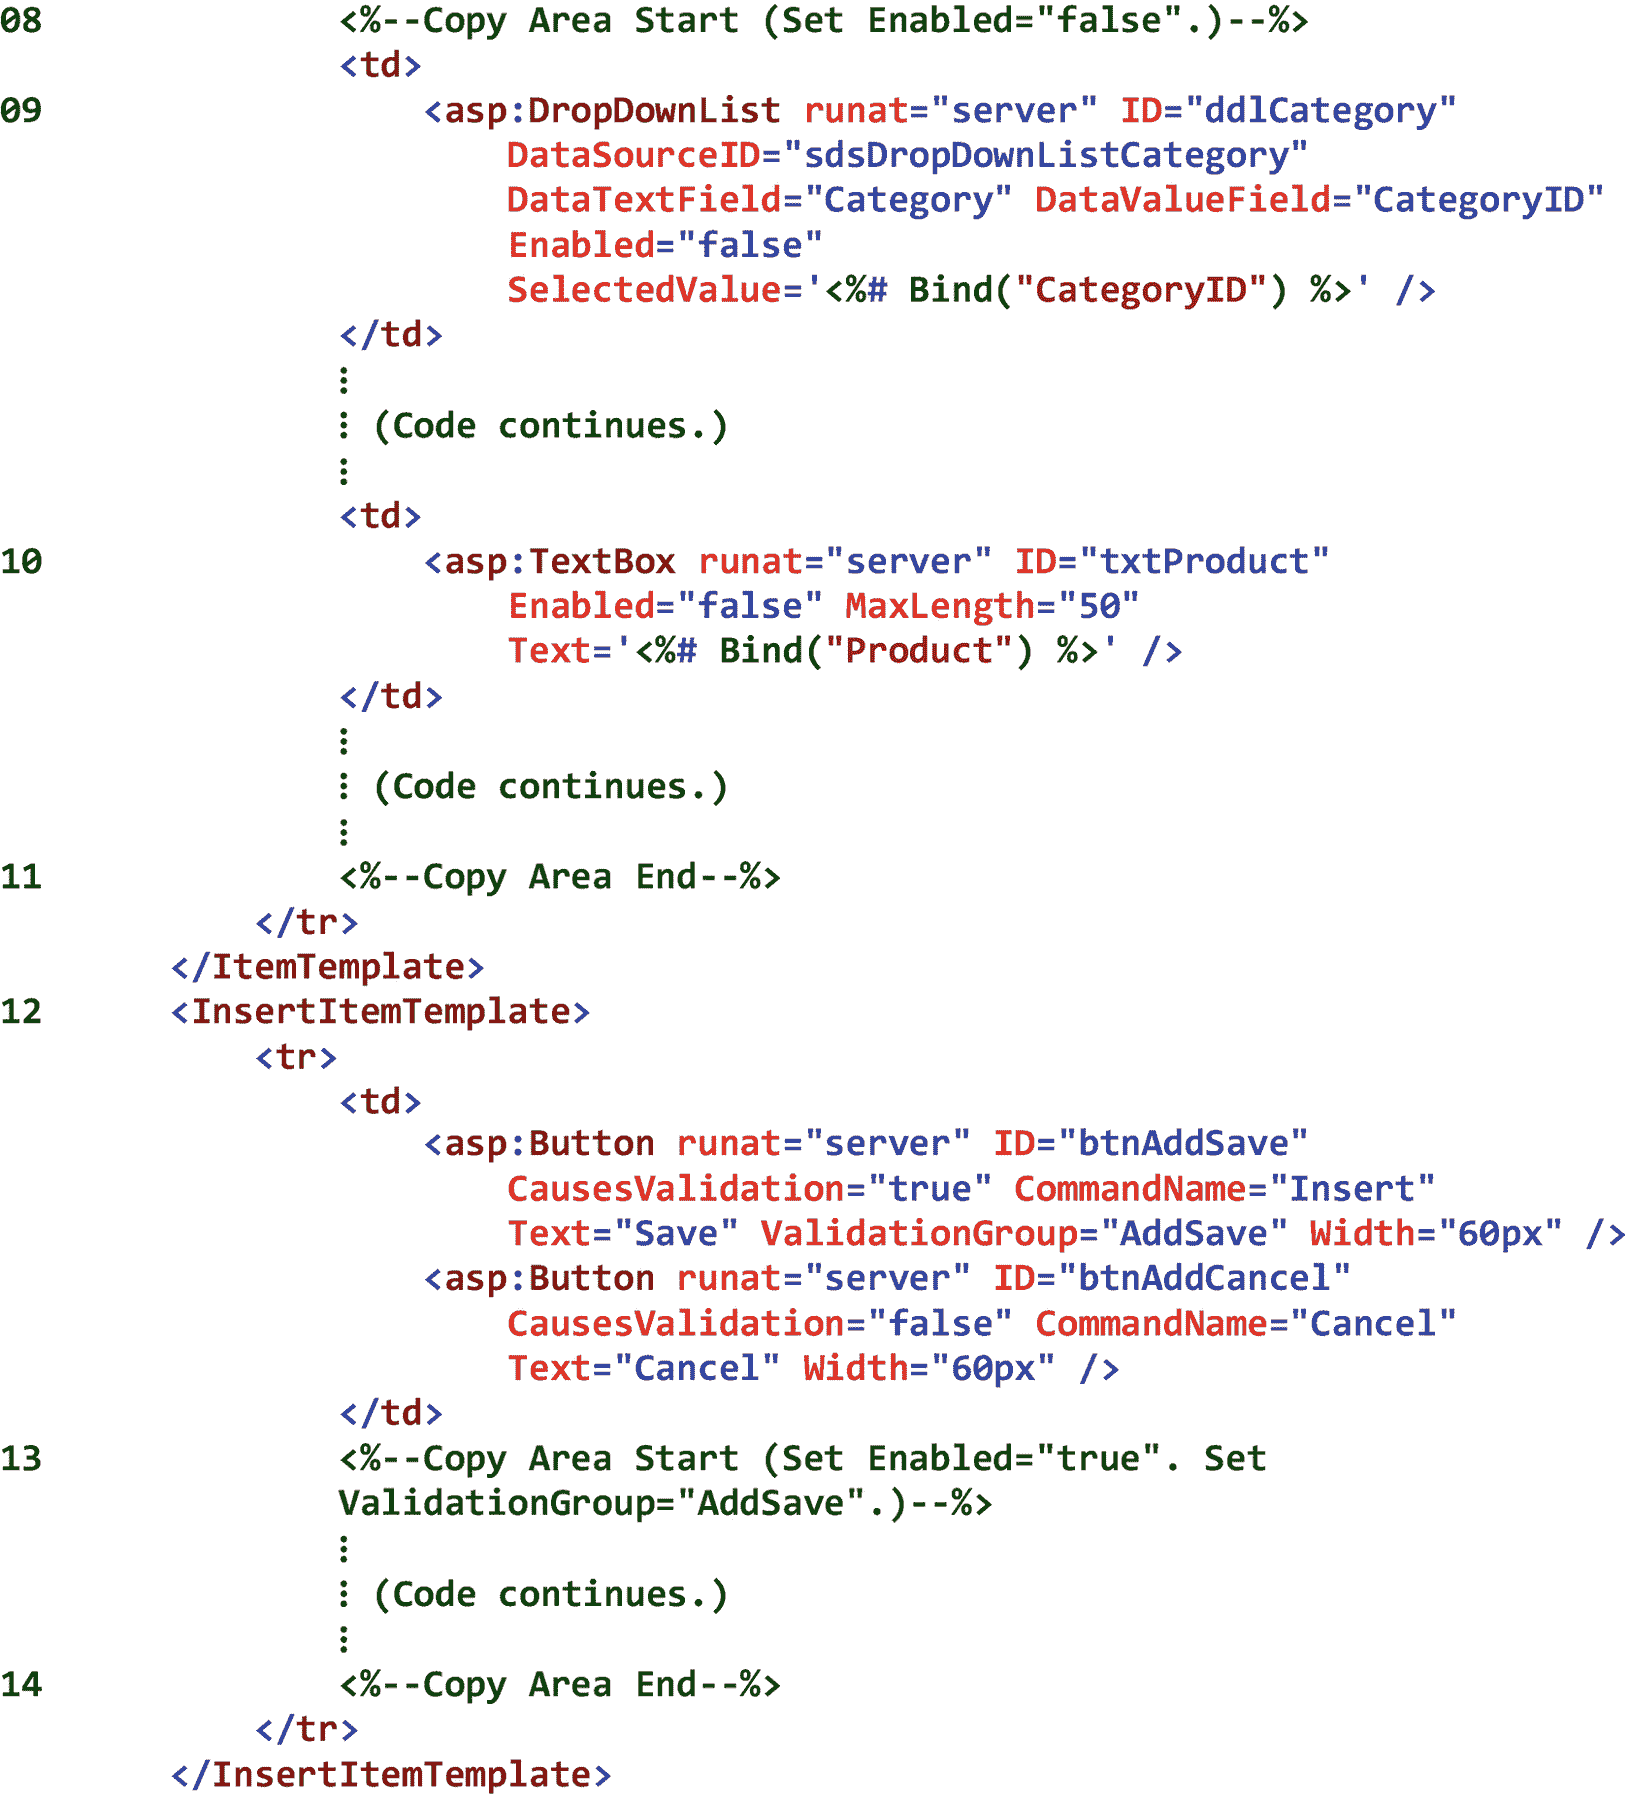 08 <%--Copy Area Start (Set Enabled="false".)--%>
<td>
09 <asp:DropDownList runat="server" ID="ddlCategory"
DataSourceID="sdsDropDownListCategory"
DataTextField="Category" DataValueField="CategoryID"
Enabled="false"
SelectedValue='<%# Bind("CategoryID") %>' />
</td>
⋮
⋮ (Code continues.)
⋮
<td>
10 <asp:TextBox runat="server" ID="txtProduct"
Enabled="false" MaxLength="50"
Text='<%# Bind("Product") %>' />
</td>
⋮
⋮ (Code continues.)
⋮
11 <%--Copy Area End--%>
</tr>
</ItemTemplate>
12 <InsertItemTemplate>
<tr>
<td>
<asp:Button runat="server" ID="btnAddSave"
CausesValidation="true" CommandName="Insert"
Text="Save" ValidationGroup="AddSave" Width="60px" />
<asp:Button runat="server" ID="btnAddCancel"
CausesValidation="false" CommandName="Cancel"
Text="Cancel" Width="60px" />
</td>
13 <%--Copy Area Start (Set Enabled="true". Set
ValidationGroup="AddSave".)--%>
⋮
⋮ (Code continues.)
⋮
14 <%--Copy Area End--%>
</tr>
</InsertItemTemplate>